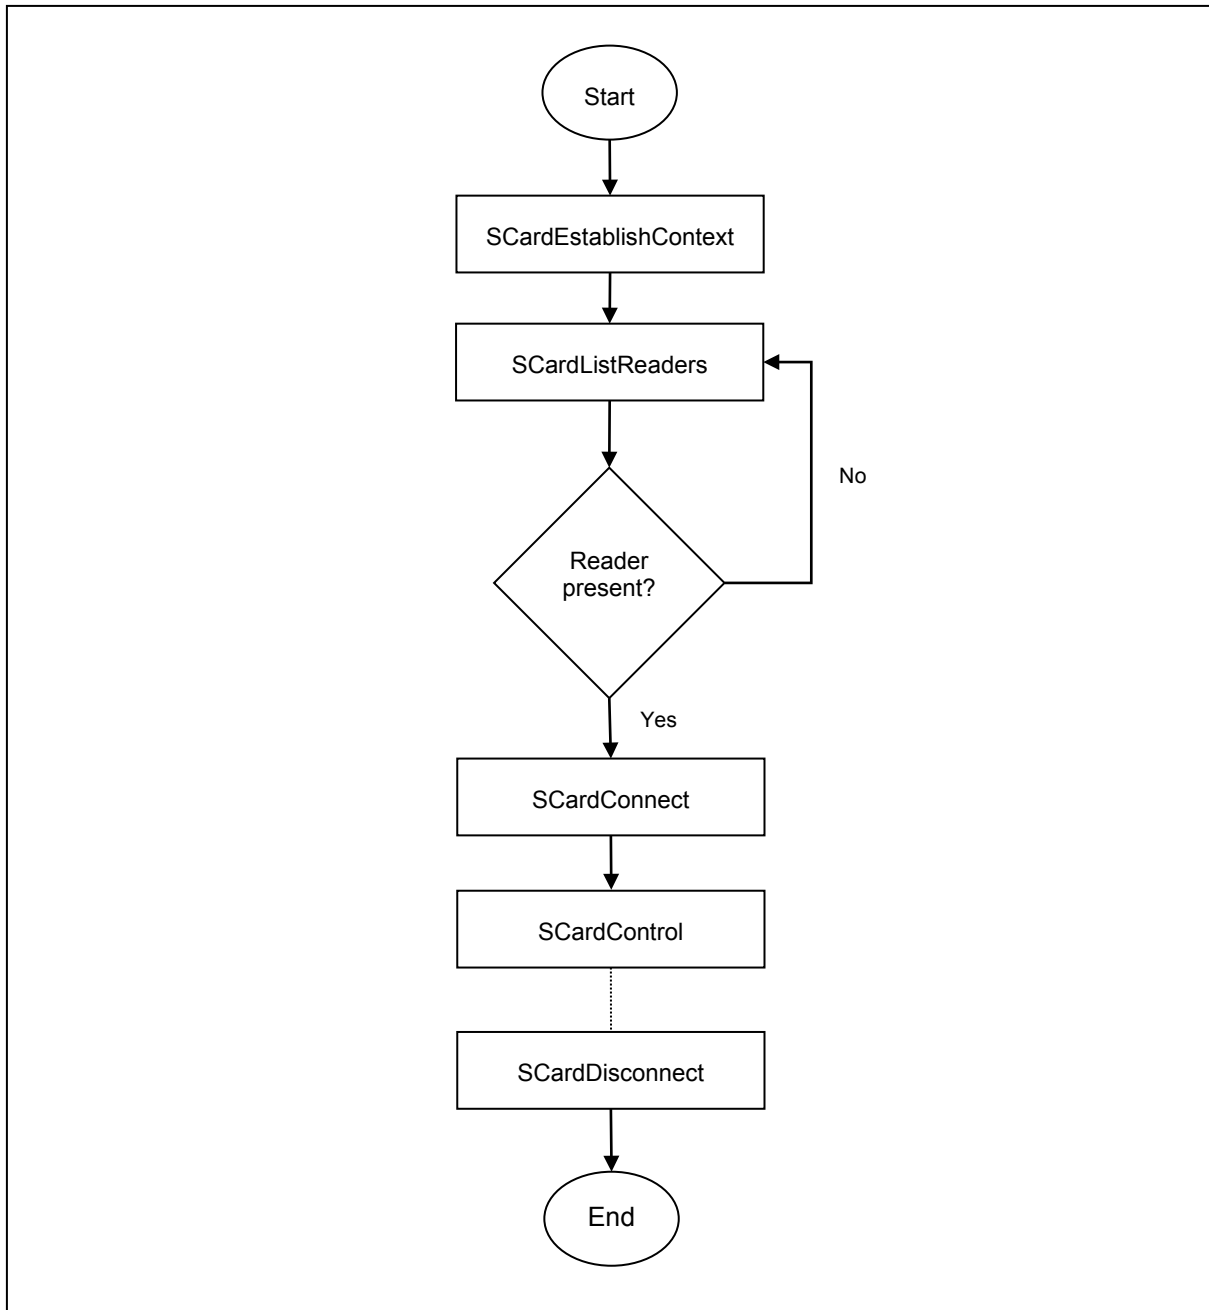 Start
SCardEstablishContext
SCardListReaders
No
Reader
present?
Yes
SCardConnect
SCardControl
SCardDisconnect
End